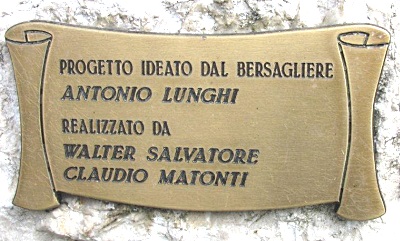 PROGETTO IDEATO DAL BERSAGLIERE
ANTONIO LUNGHI
REALIZZATO DA
WALTER SALVATORE
CLAUDIO MATONTI